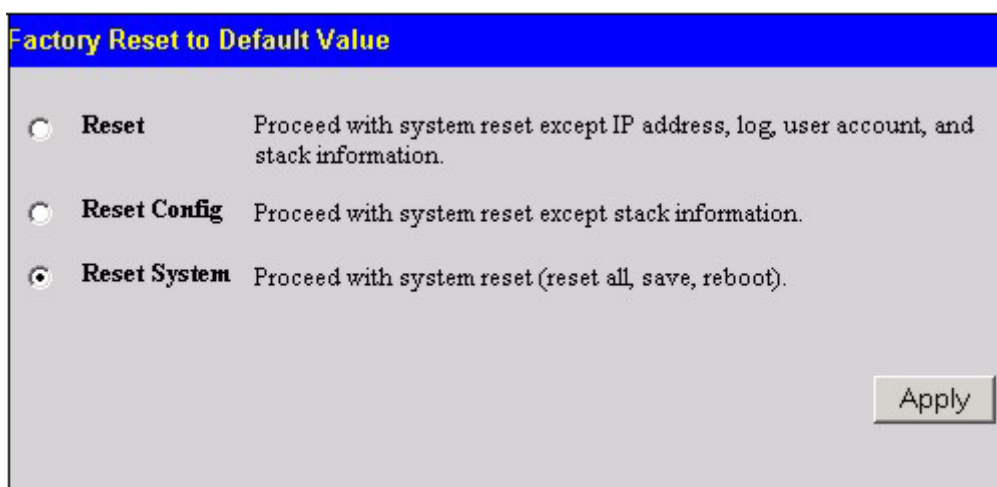 Factory Reset to Default Value
Reset Proceed with system reset except IP address, log, user account, and
stack information.
Reset Config Proceed with system reset except stack information.
Reset System Proceed with system reset (reset all, save, reboot).
Apply